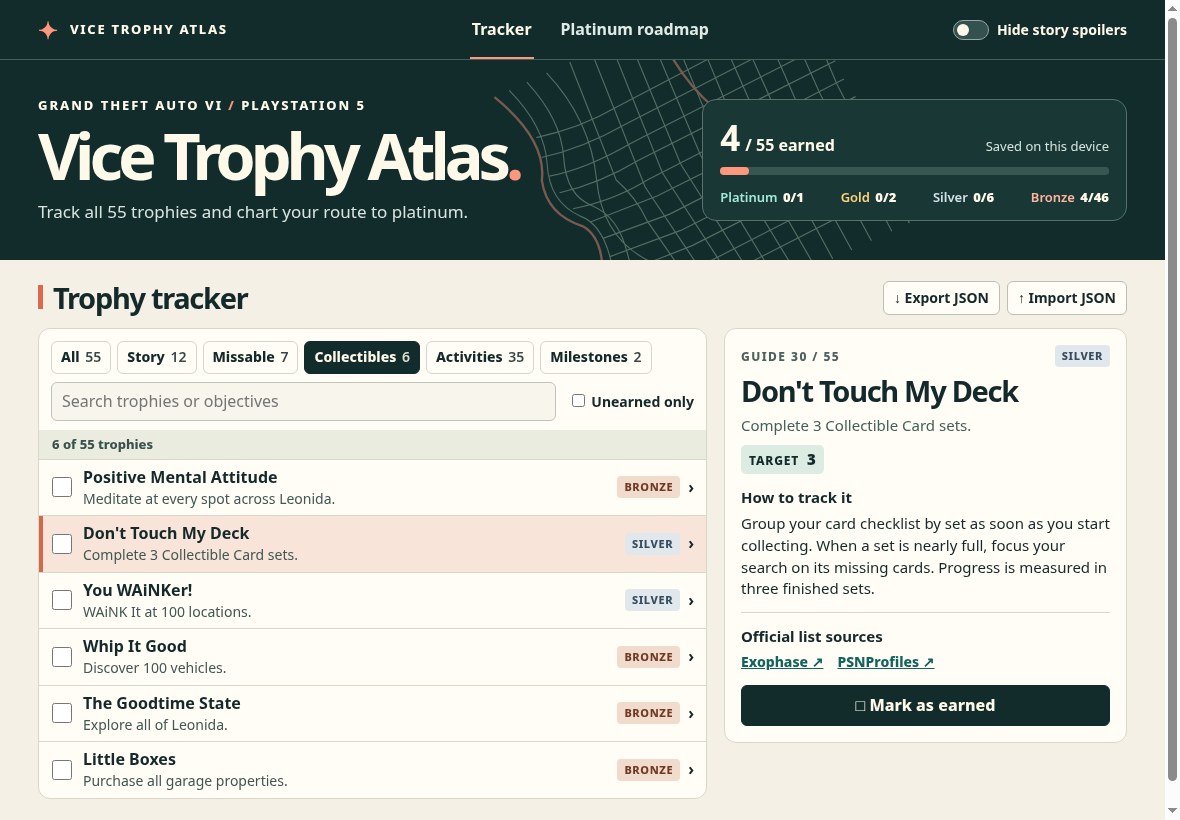 VICE TROPHY ATLAS
Tracker
Platinum roadmap
Hide story spoilers
GRAND THEFT AUTO VI / PLAYSTATION 5
Vice Trophy Atlas.
Track all 55 trophies and chart your route to platinum.
4 / 55 earned
Saved on this device
Platinum 0/1
Gold 0/2
Silver 0/6
Bronze 4/46
Trophy tracker
↓ Export JSON
↑ Import JSON
All 55
Story 12
Missable 7
Collectibles 6
Activities 35
Milestones 2
Search trophies or objectives
Unearned only
6 of 55 trophies
Positive Mental Attitude
Meditate at every spot across Leonida.
BRONZE ›
Don't Touch My Deck
Complete 3 Collectible Card sets.
SILVER ›
You WAiNKer!
WAiNK It at 100 locations.
SILVER ›
Whip It Good
Discover 100 vehicles.
BRONZE ›
The Goodtime State
Explore all of Leonida.
BRONZE ›
Little Boxes
Purchase all garage properties.
BRONZE ›
GUIDE 30 / 55
SILVER
Don't Touch My Deck
Complete 3 Collectible Card sets.
TARGET 3
How to track it
Group your card checklist by set as soon as you start
collecting. When a set is nearly full, focus your
search on its missing cards. Progress is measured in
three finished sets.
Official list sources
Exophase ↗ PSNProfiles ↗
□ Mark as earned